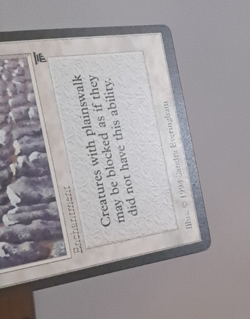 Enchantment
Creatures with plainswalk
may be blocked as if they
did not have this ability.
Illus. © 1994 Sandra Everingham